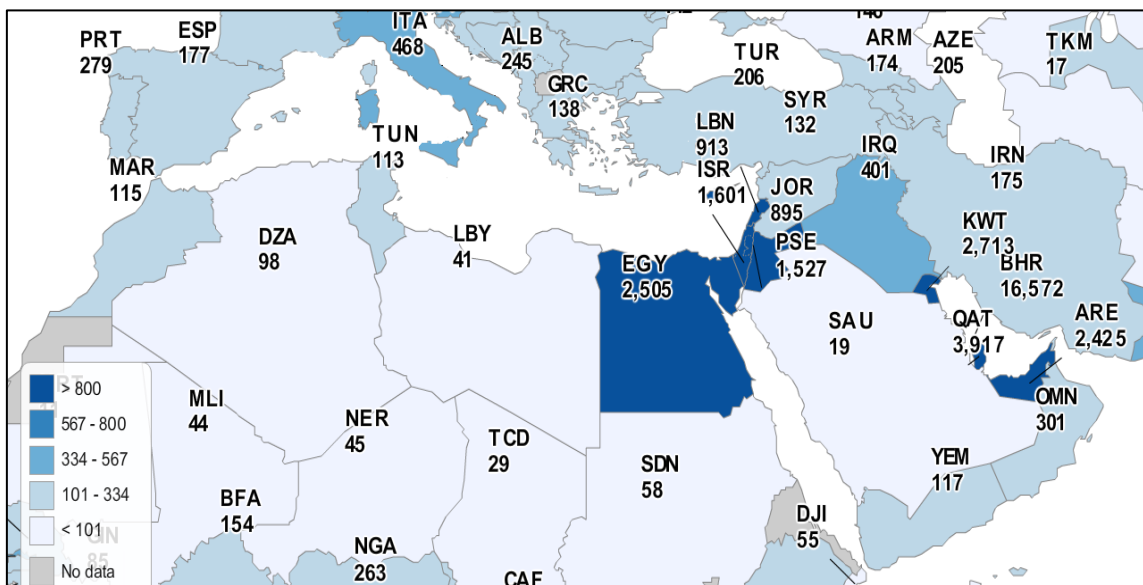 ITA
468
ESP
177
PRT
279
ALB
245
TUR
206
ARM
174
AZE
205
TKM
17
GRC
138
SYR
132
LBN
913
TUN
113
IRQ
401
IRN
175
MAR
115
ISR
1,601
JOR
895
KWT
2,713
DZA
98
LBY
41
PSE
1,527
EGY
2,505
BHR
16,572
SAU
19
QAT
3,917
ARE
2,425
MLI
44
NER
45
TCD
29
OMN
301
SDN
58
YEM
117
BFA
154
DJI
55
GIN
85
NGA
263
CAF
> 800
567 - 800
334 - 567
101 - 334
< 101
No data